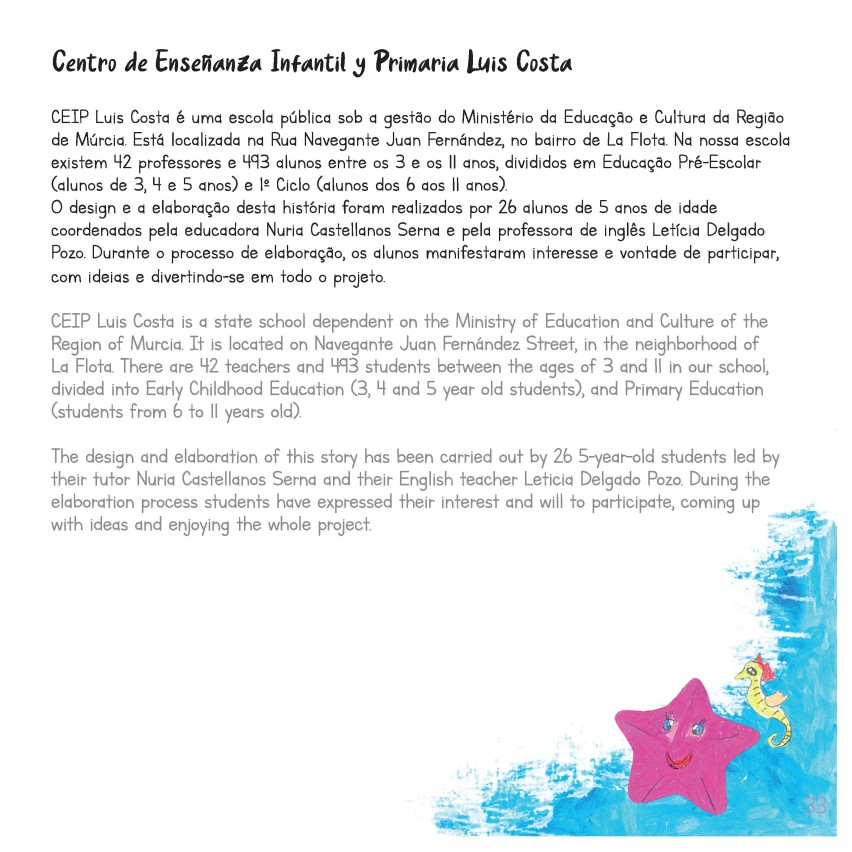 Centro de Enseñanza Infantil y Primaria Luis Costa
CEIP Luis Costa é uma escola pública sob a gestão do Ministério da Educação e Cultura da Região
de Múrcia. Está localizada na Rua Navegante Juan Fernández, no bairro de La Flota. Na nossa escola
existem 42 professores e 493 alunos entre os 3 e os 11 anos, divididos em Educação Pré-Escolar
(alunos de 3, 4 e 5 anos) e 1º Ciclo (alunos dos 6 aos 11 anos).
O design e a elaboração desta história foram realizados por 26 alunos de 5 anos de idade
coordenados pela educadora Nuria Castellanos Serna e pela professora de inglês Letícia Delgado
Pozo. Durante o processo de elaboração, os alunos manifestaram interesse e vontade de participar,
com ideias e divertindo-se em todo o projeto.
CEIP Luis Costa is a state school dependent on the Ministry of Education and Culture of the
Region of Murcia. It is located on Navegante Juan Fernández Street, in the neighborhood of
La Flota. There are 42 teachers and 493 students between the ages of 3 and 11 in our school,
divided into Early Childhood Education (3, 4 and 5 year old students), and Primary Education
(students from 6 to 11 years old).
The design and elaboration of this story has been carried out by 26 5-year-old students led by
their tutor Nuria Castellanos Serna and their English teacher Leticia Delgado Pozo. During the
elaboration process students have expressed their interest and will to participate, coming up
with ideas and enjoying the whole project.
33